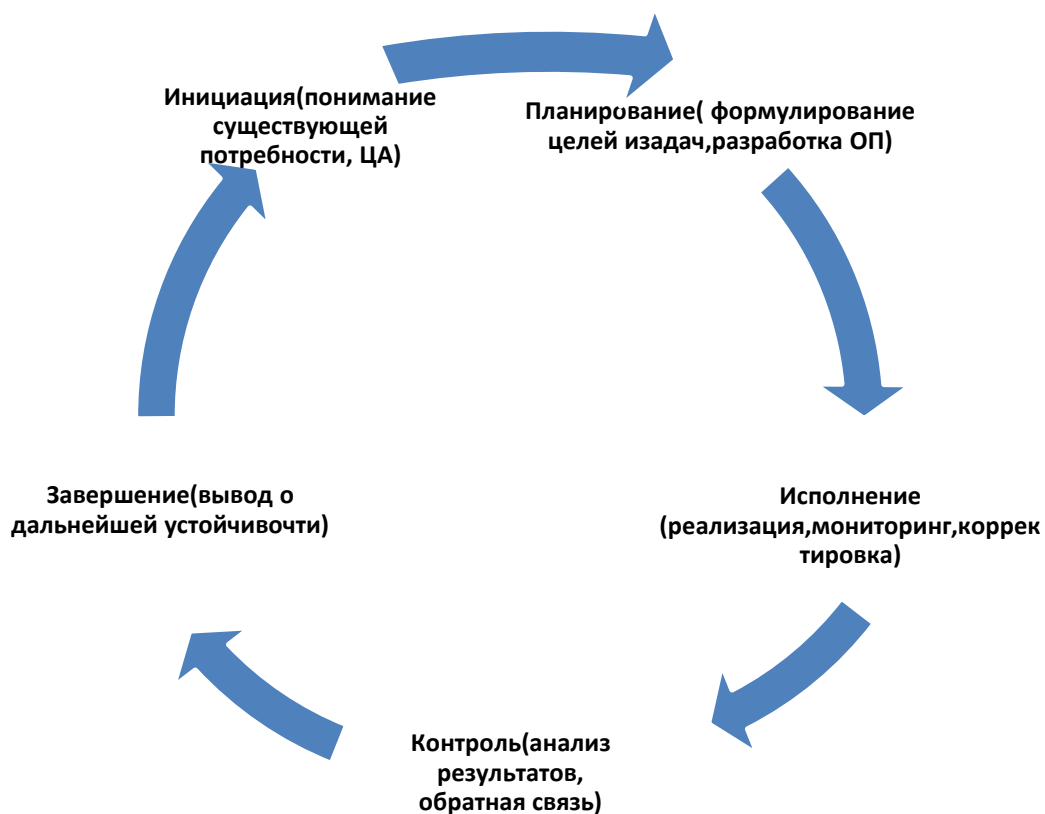 Инициация(понимание
существующей
потребности, ЦА)
Планирование( формулирование
целей изадач,разработка ОП)
Исполнение
(реализация,мониторинг,коррек
тировка)
Контроль(анализ
результатов,
обратная связь)
Завершение(вывод о
дальнейшей устойчивочти)